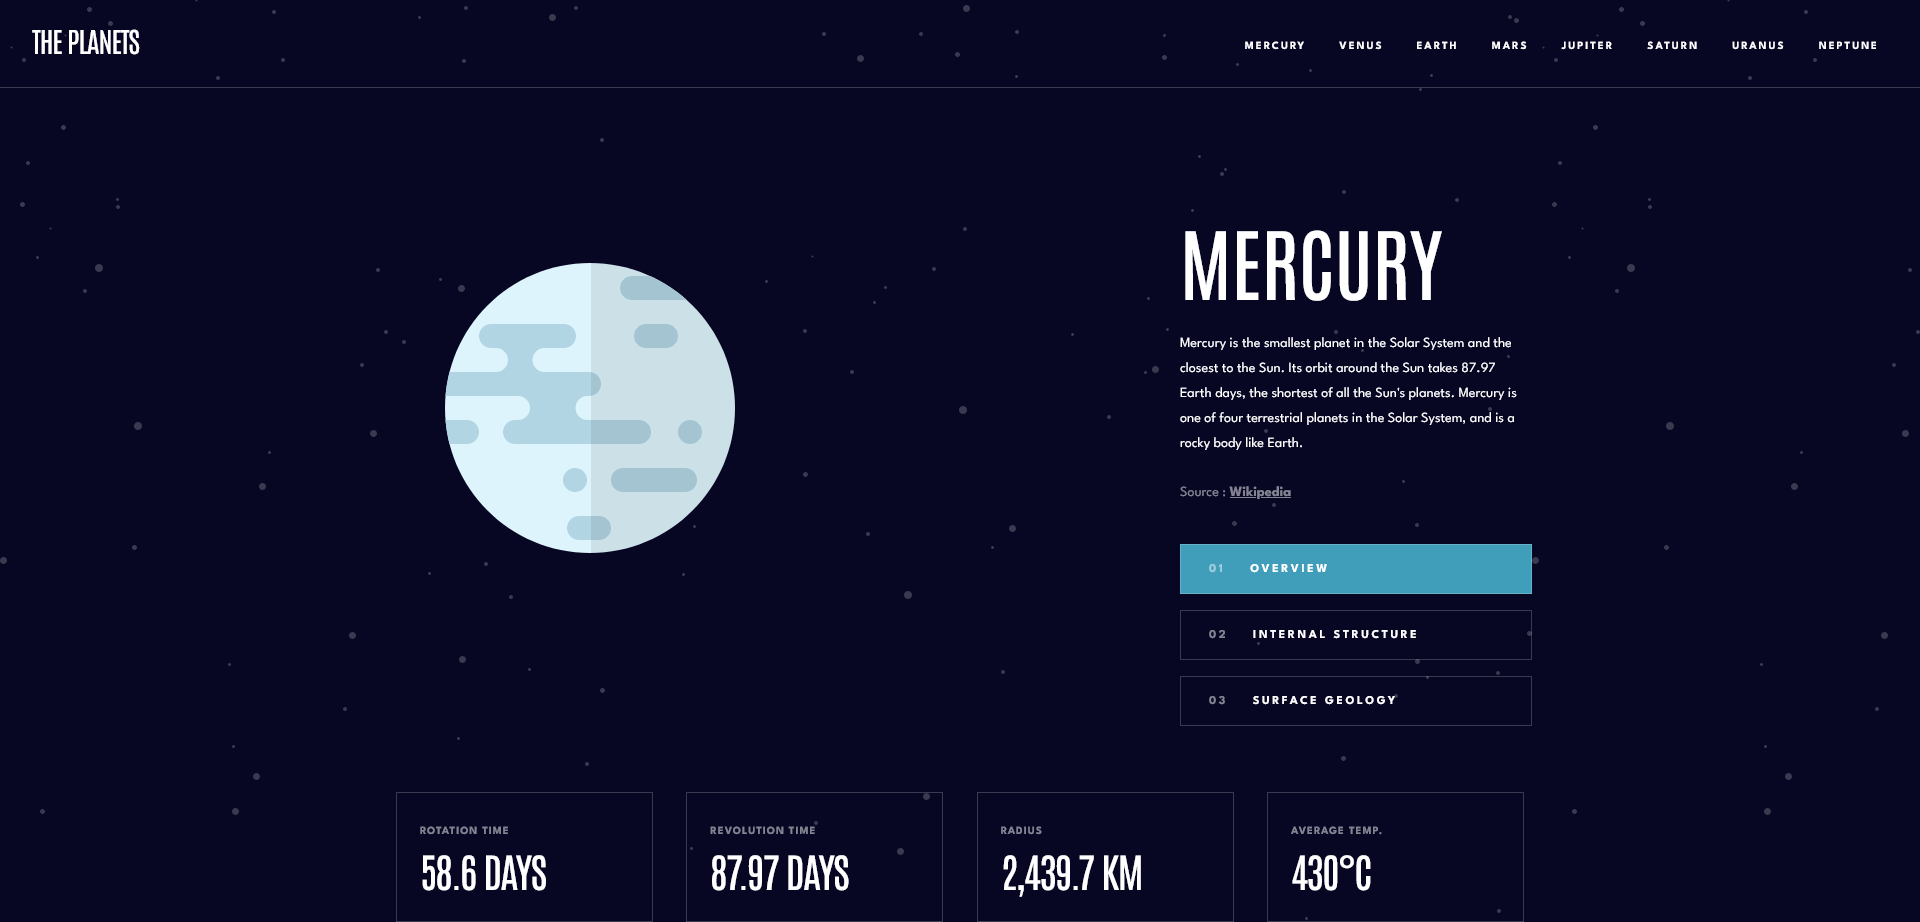 THE PLANETS
MERCURY VENUS EARTH MARS JUPITER SATURN URANUS NEPTUNE
MERCURY
Mercury is the smallest planet in the Solar System and the
closest to the Sun. Its orbit around the Sun takes 87.97
Earth days, the shortest of all the Sun's planets. Mercury is
one of four terrestrial planets in the Solar System, and is a
rocky body like Earth.
Source : Wikipedia
01 OVERVIEW
02 INTERNAL STRUCTURE
03 SURFACE GEOLOGY
ROTATION TIME
58.6 DAYS
REVOLUTION TIME
87.97 DAYS
RADIUS
2,439.7 KM
AVERAGE TEMP.
430°C